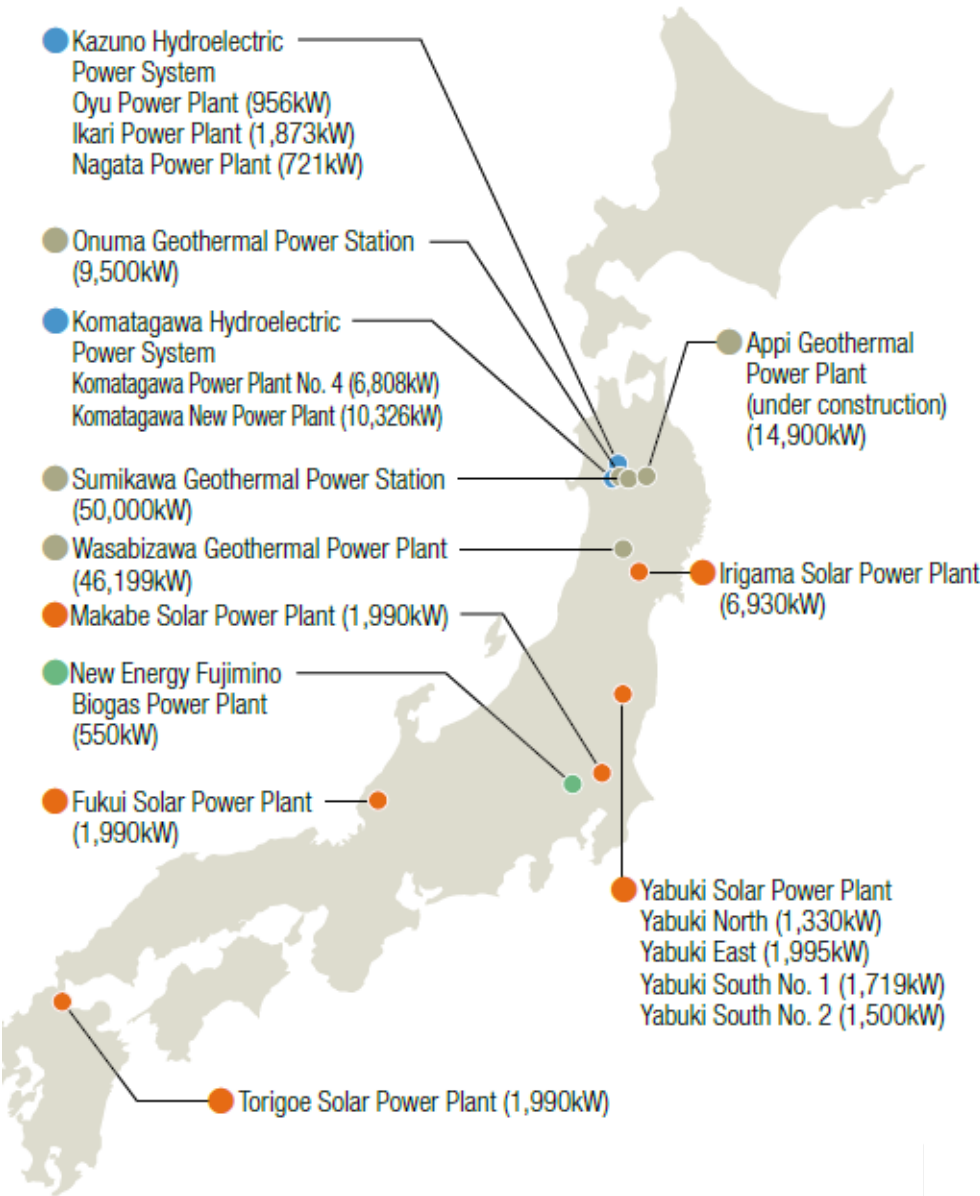 Kazuno Hydroelectric
Power System
Oyu Power Plant (956kW)
Ikari Power Plant (1,873kW)
Nagata Power Plant (721kW)
Onuma Geothermal Power Station
(9,500kW)
Komatagawa Hydroelectric
Power System
Komatagawa Power Plant No. 4 (6,808kW)
Komatagawa New Power Plant (10,326kW)
Appi Geothermal
Power Plant
(under construction)
(14,900kW)
Sumikawa Geothermal Power Station
(50,000kW)
Wasabizawa Geothermal Power Plant
(46,199kW)
Irigama Solar Power Plant
(6,930kW)
Makabe Solar Power Plant (1,990kW)
New Energy Fujimino
Biogas Power Plant
(550kW)
Fukui Solar Power Plant
(1,990kW)
Yabuki Solar Power Plant
Yabuki North (1,330kW)
Yabuki East (1,995kW)
Yabuki South No. 1 (1,719kW)
Yabuki South No. 2 (1,500kW)
Torigoe Solar Power Plant (1,990kW)